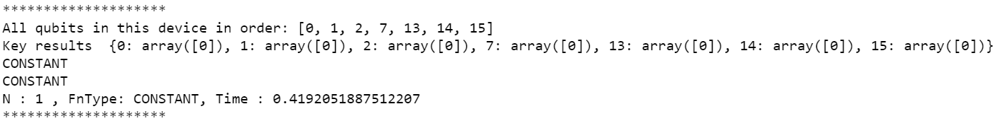 ********************
All qubits in this device in order: [0, 1, 2, 7, 13, 14, 15]
Key results  {0: array([0]), 1: array([0]), 2: array([0]), 7: array([0]), 13: array([0]), 14: array([0]), 15: array([0])}
CONSTANT
CONSTANT
N : 1 , FnType: CONSTANT, Time : 0.4192051887512207
********************